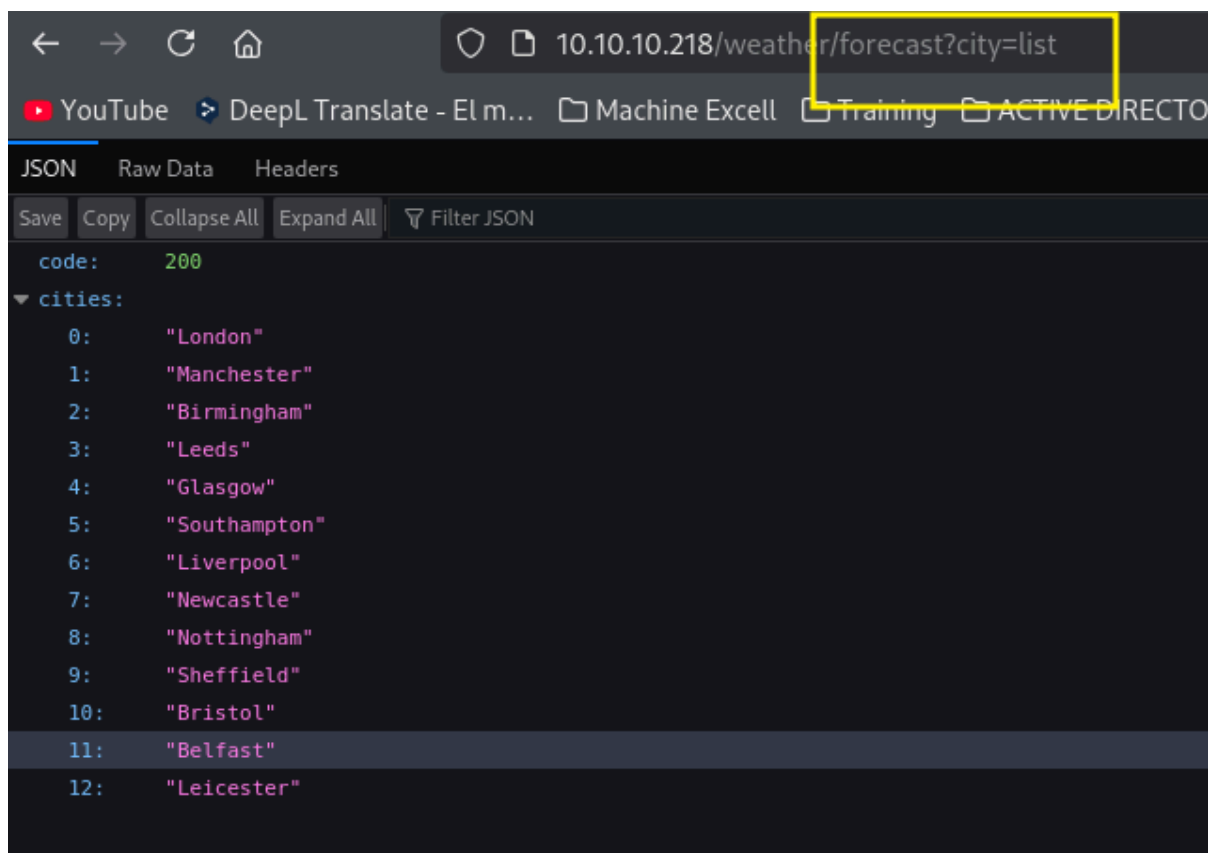 10.10.10.218/weather/forecast?city=list
YouTube DeepL Translate - El m... Machine Excell Training ACTIVE DIRECTO
JSON Raw Data Headers
Save Copy Collapse All Expand All Filter JSON
code: 200
cities:
0: "London"
1: "Manchester"
2: "Birmingham"
3: "Leeds"
4: "Glasgow"
5: "Southampton"
6: "Liverpool"
7: "Newcastle"
8: "Nottingham"
9: "Sheffield"
10: "Bristol"
11: "Belfast"
12: "Leicester"